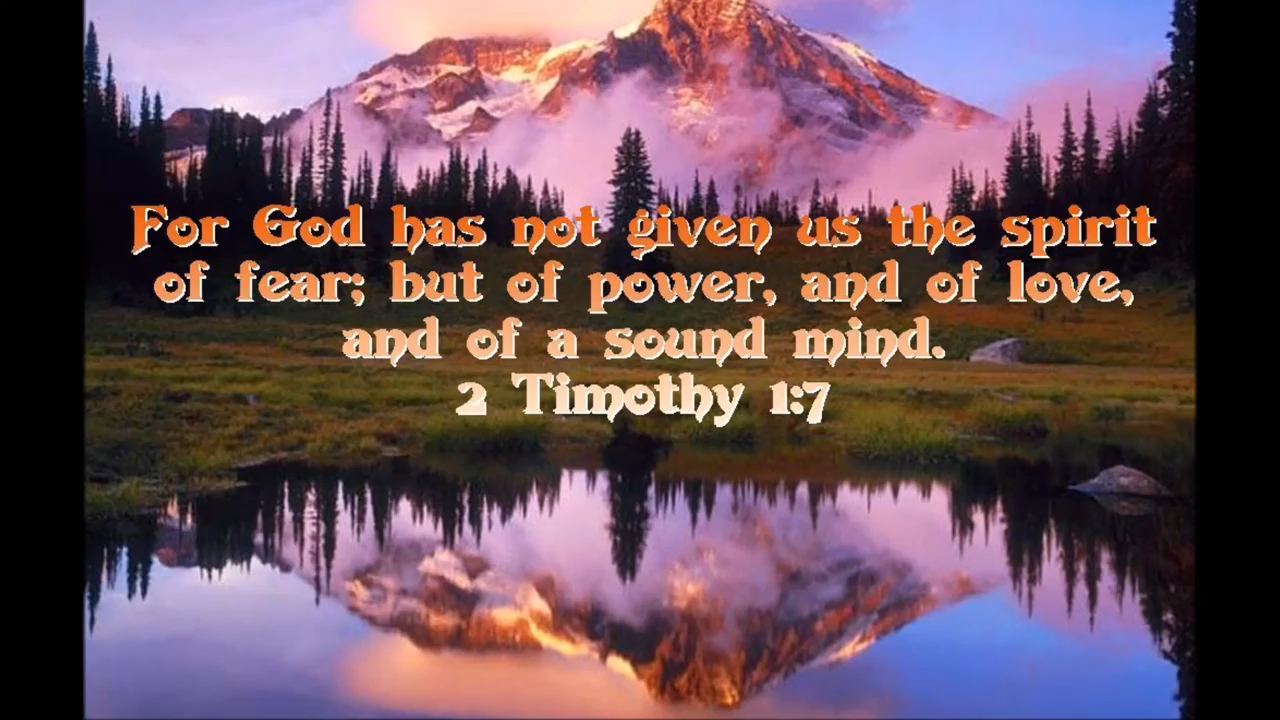 For God has not given us the spirit
of fear; but of power, and of love,
and of a sound mind.
2 Timothy 1:7